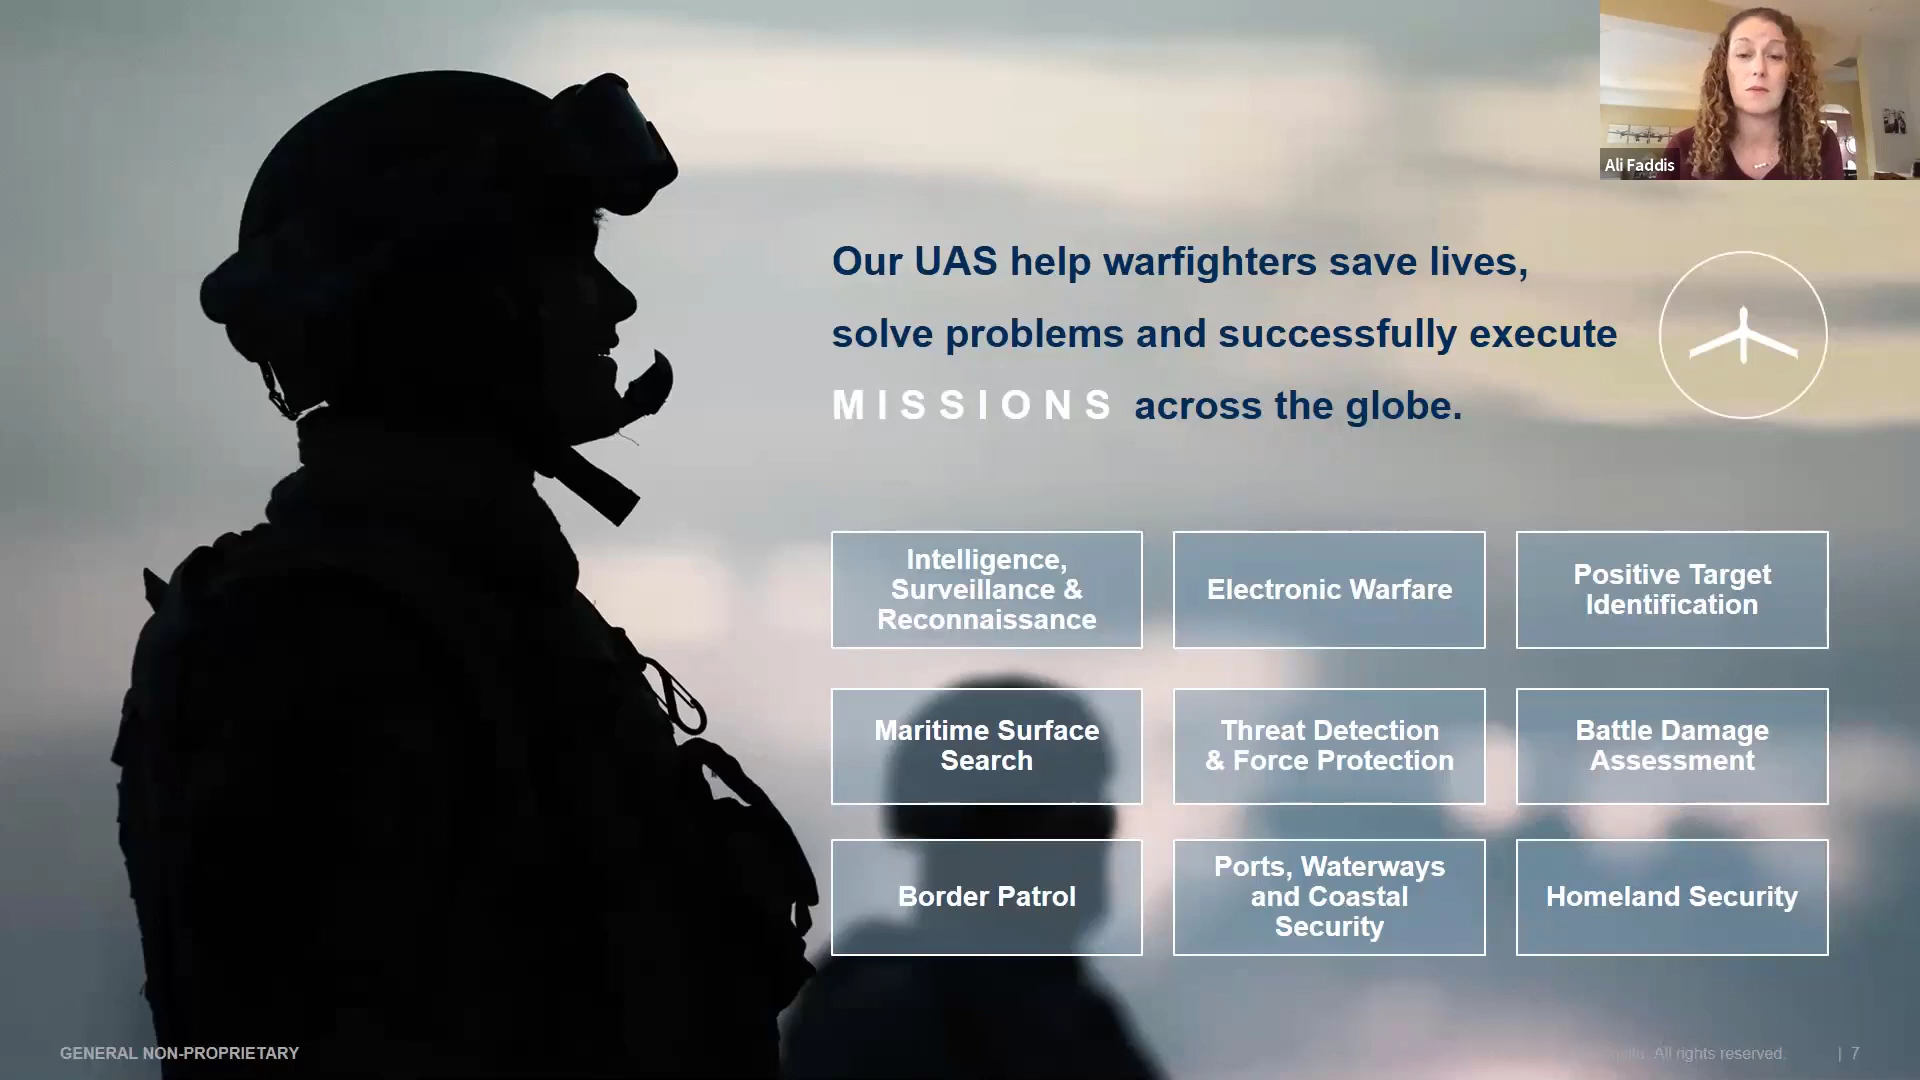 Ali Faddis
Our UAS help warfighters save lives,
solve problems and successfully execute
MISSIONS across the globe.
Intelligence,
Surveillance &
Reconnaissance
Electronic Warfare
Positive Target
Identification
Maritime Surface
Search
Threat Detection
& Force Protection
Battle Damage
Assessment
Border Patrol
Ports, Waterways
and Coastal
Security
Homeland Security
GENERAL NON-PROPRIETARY
All rights reserved.
| 7